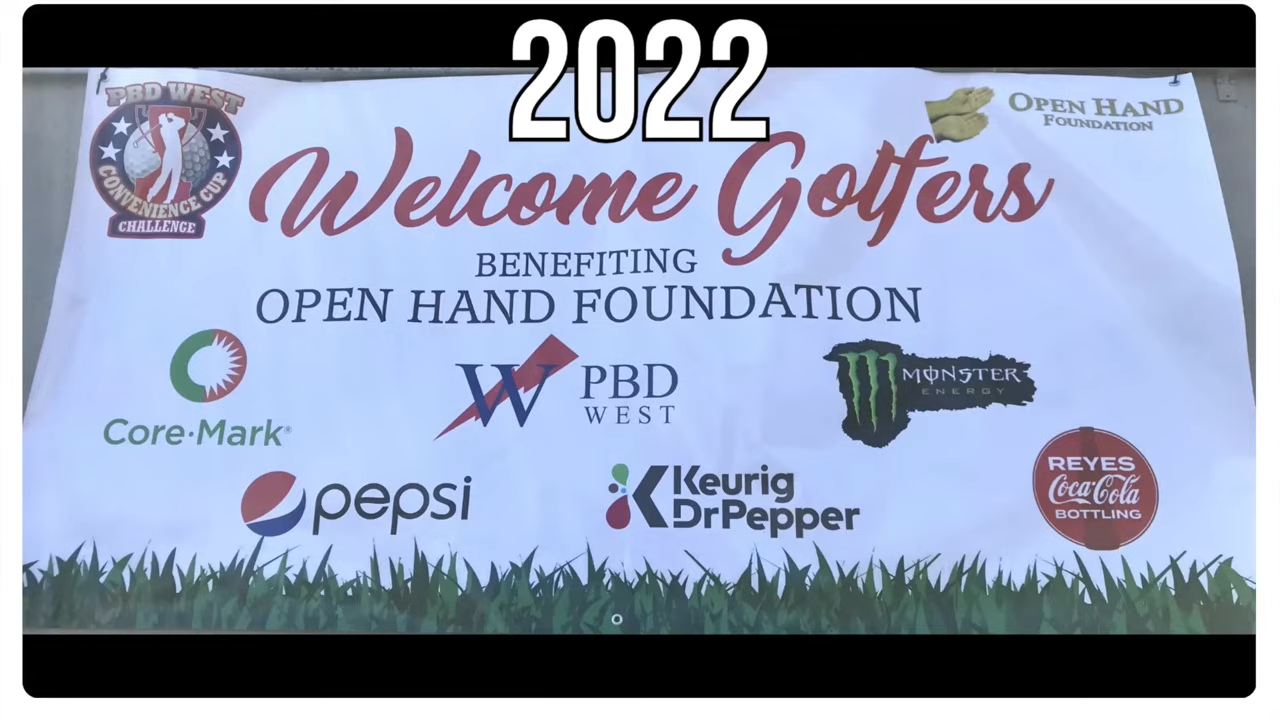 2022
PBD WEST
CONVENIENCE CUP
CHALLENGE
OPEN HAND
FOUNDATION
Welcome Golfers
BENEFITING
OPEN HAND FOUNDATION
Core·Mark®
W PBD
WEST
MONSTER
ENERGY
pepsi
Keurig
DrPepper
REYES
Coca-Cola
BOTTLING